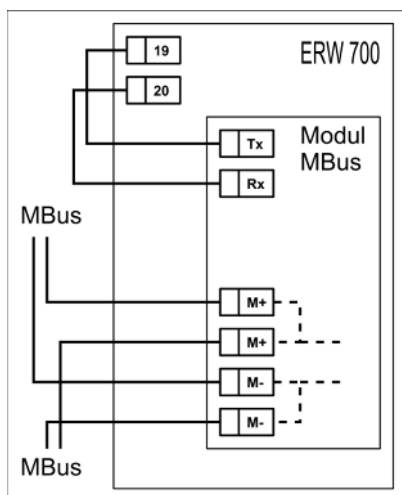 19
ERW 700
20
Tx
Modul
MBus
Rx
MBus
M+
M+
M-
M-
MBus